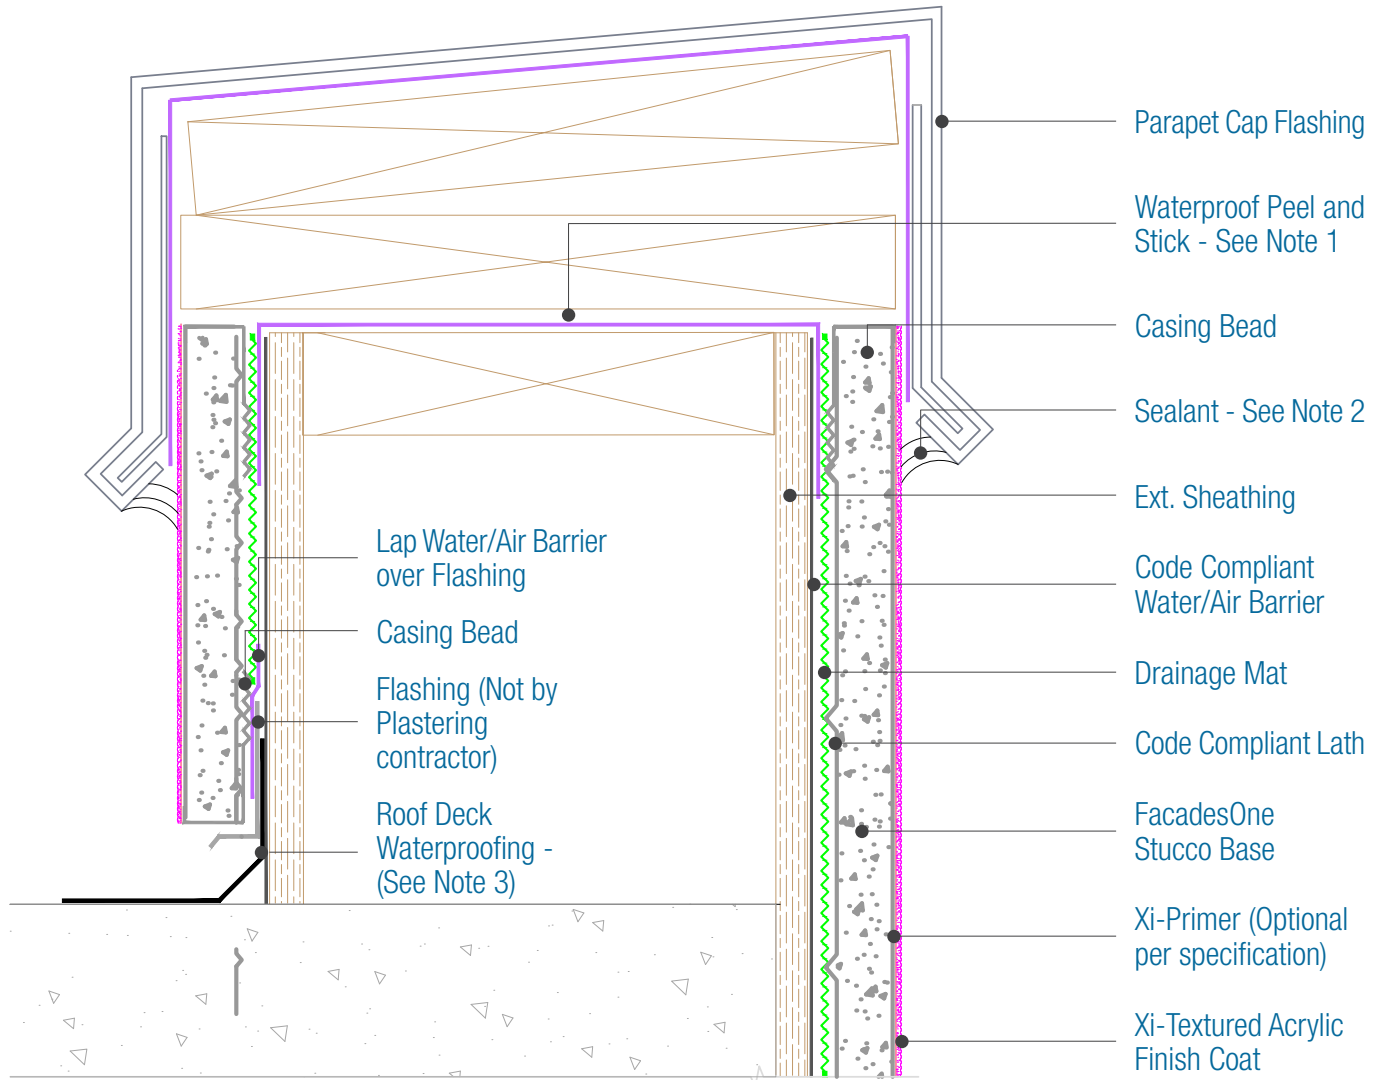 Parapet Cap Flashing
Waterproof Peel and
Stick - See Note 1
Casing Bead
Sealant - See Note 2
Ext. Sheathing
Code Compliant
Water/Air Barrier
Drainage Mat
Code Compliant Lath
FacadesOne
Stucco Base
Xi-Primer (Optional
per specification)
Xi-Textured Acrylic
Finish Coat
Lap Water/Air Barrier
over Flashing
Casing Bead
Flashing (Not by
Plastering
contractor)
Roof Deck
Waterproofing -
(See Note 3)